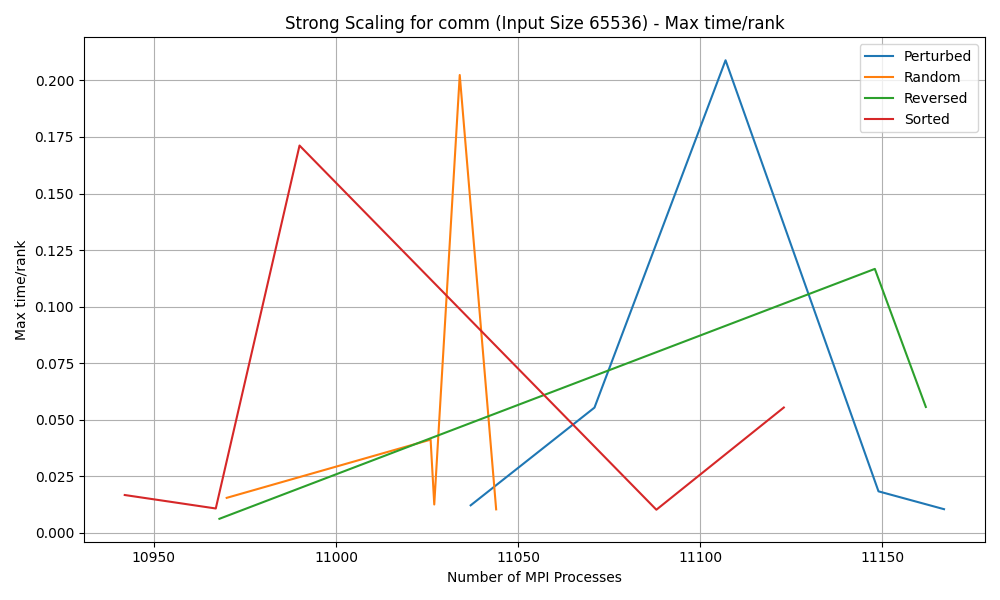 Strong Scaling for comm (Input Size 65536) - Max time/rank
Perturbed
Random
Reversed
Sorted
0.200
0.175
0.150
0.125
0.100
0.075
0.050
0.025
0.000
Max time/rank
10950
11000
11050
11100
11150
Number of MPI Processes